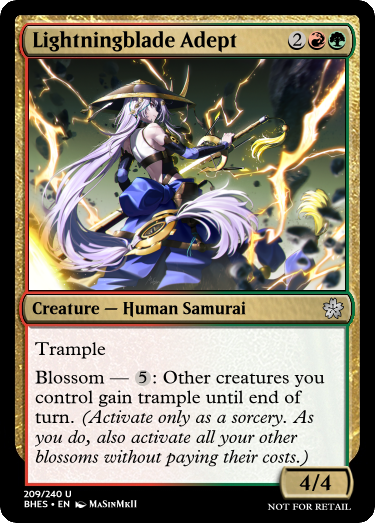 Lightningblade Adept 2
Creature — Human Samurai
Trample
Blossom — 5: Other creatures you
control gain trample until end of
turn. (Activate only as a sorcery. As
you do, also activate all your other
blossoms without paying their costs.)
4/4
209/240 U
BHES • EN MaSinMkII
NOT FOR RETAIL